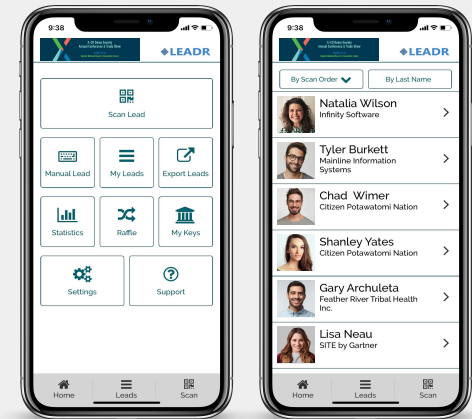 9:38
LEADR
Scan Lead
Manual Lead
My Leads
Export Leads
Statistics
Raffle
My Keys
Settings
Support
Home
Leads
Scan
9:38
LEADR
By Scan Order
By Last Name
Natalia Wilson
Infinity Software
Tyler Burkett
Mainline Information
Systems
Chad Wimer
Citizen Potawatomi Nation
Shanley Yates
Citizen Potawatomi Nation
Gary Archuleta
Feather River Tribal Health
Inc.
Lisa Neau
SITE by Gartner
Home
Leads
Scan